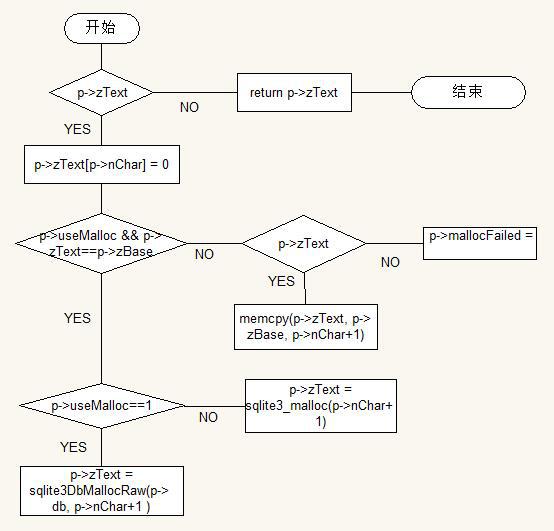 开始
p->zText
NO
return p->zText
结束
YES
p->zText[p->nChar] = 0
p->useMalloc && p->
zText==p->zBase
NO
p->zText
NO
p->mallocFailed =
YES
memcpy(p->zText, p->
zBase, p->nChar+1)
YES
p->useMalloc==1
NO
p->zText =
sqlite3_malloc(p->nChar+
1)
YES
p->zText =
sqlite3DbMallocRaw(p->
db, p->nChar+1 )